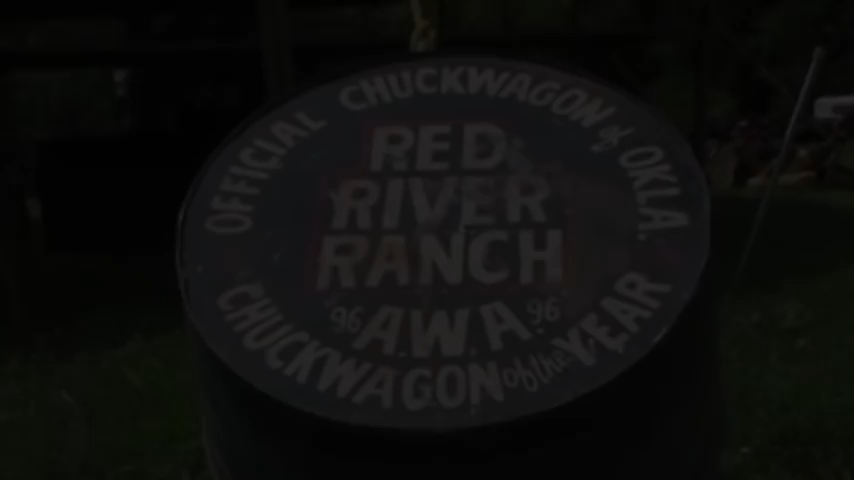 OFFICIAL CHUCKWAGON of OKLA.
RED
RIVER
RANCH
'96 A.W.A. '96
CHUCKWAGON of the YEAR